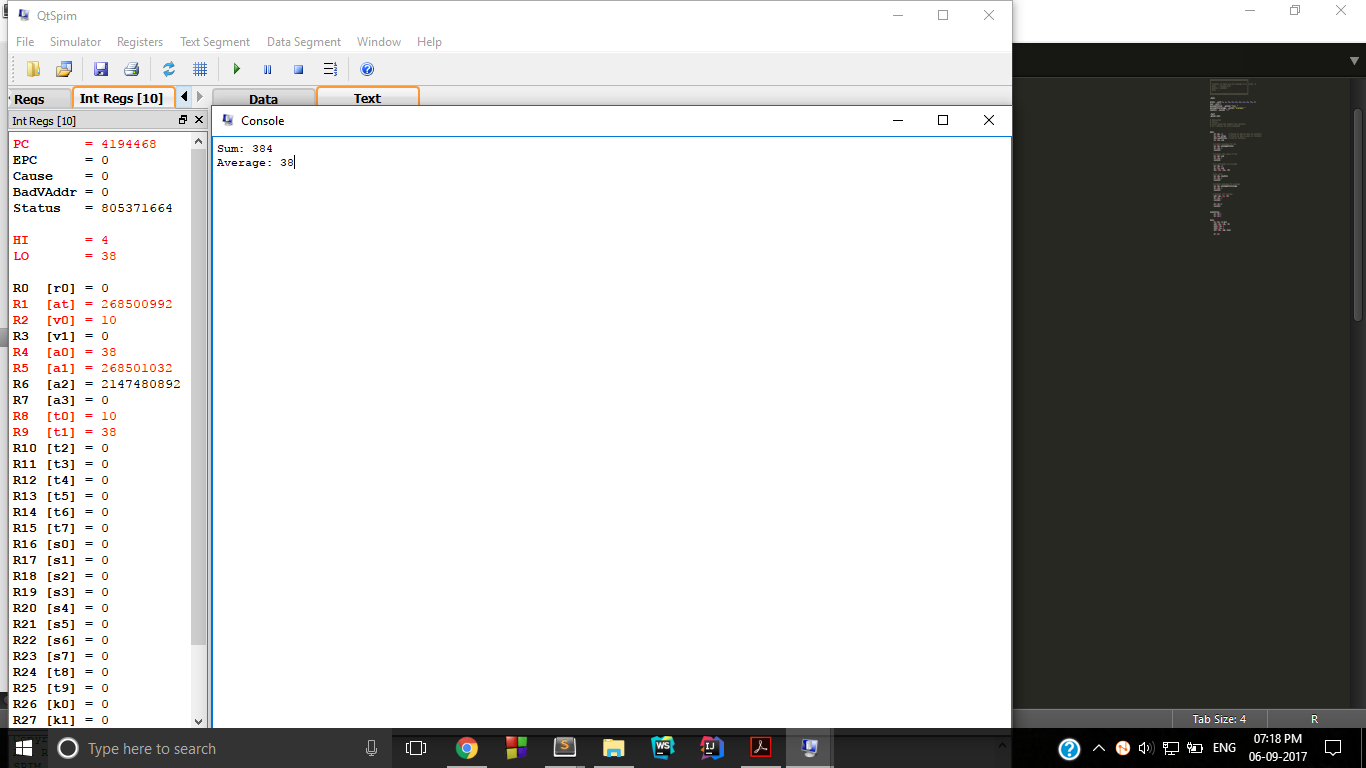 QtSpim
File Simulator Registers Text Segment Data Segment Window Help
Regs Int Regs [10] Data Text
Int Regs [10]
Console
PC = 4194468
EPC = 0
Cause = 0
BadVAddr = 0
Status = 805371664
HI = 4
LO = 38
R0 [r0] = 0
R1 [at] = 268500992
R2 [v0] = 10
R3 [v1] = 0
R4 [a0] = 38
R5 [a1] = 268501032
R6 [a2] = 2147480892
R7 [a3] = 0
R8 [t0] = 10
R9 [t1] = 38
R10 [t2] = 0
R11 [t3] = 0
R12 [t4] = 0
R13 [t5] = 0
R14 [t6] = 0
R15 [t7] = 0
R16 [s0] = 0
R17 [s1] = 0
R18 [s2] = 0
R19 [s3] = 0
R20 [s4] = 0
R21 [s5] = 0
R22 [s6] = 0
R23 [s7] = 0
R24 [t8] = 0
R25 [t9] = 0
R26 [k0] = 0
R27 [k1] = 0
Sum: 384
Average: 38
Tab Size: 4 R
Type here to search
WS
IJ
ENG
07:18 PM
06-09-2017